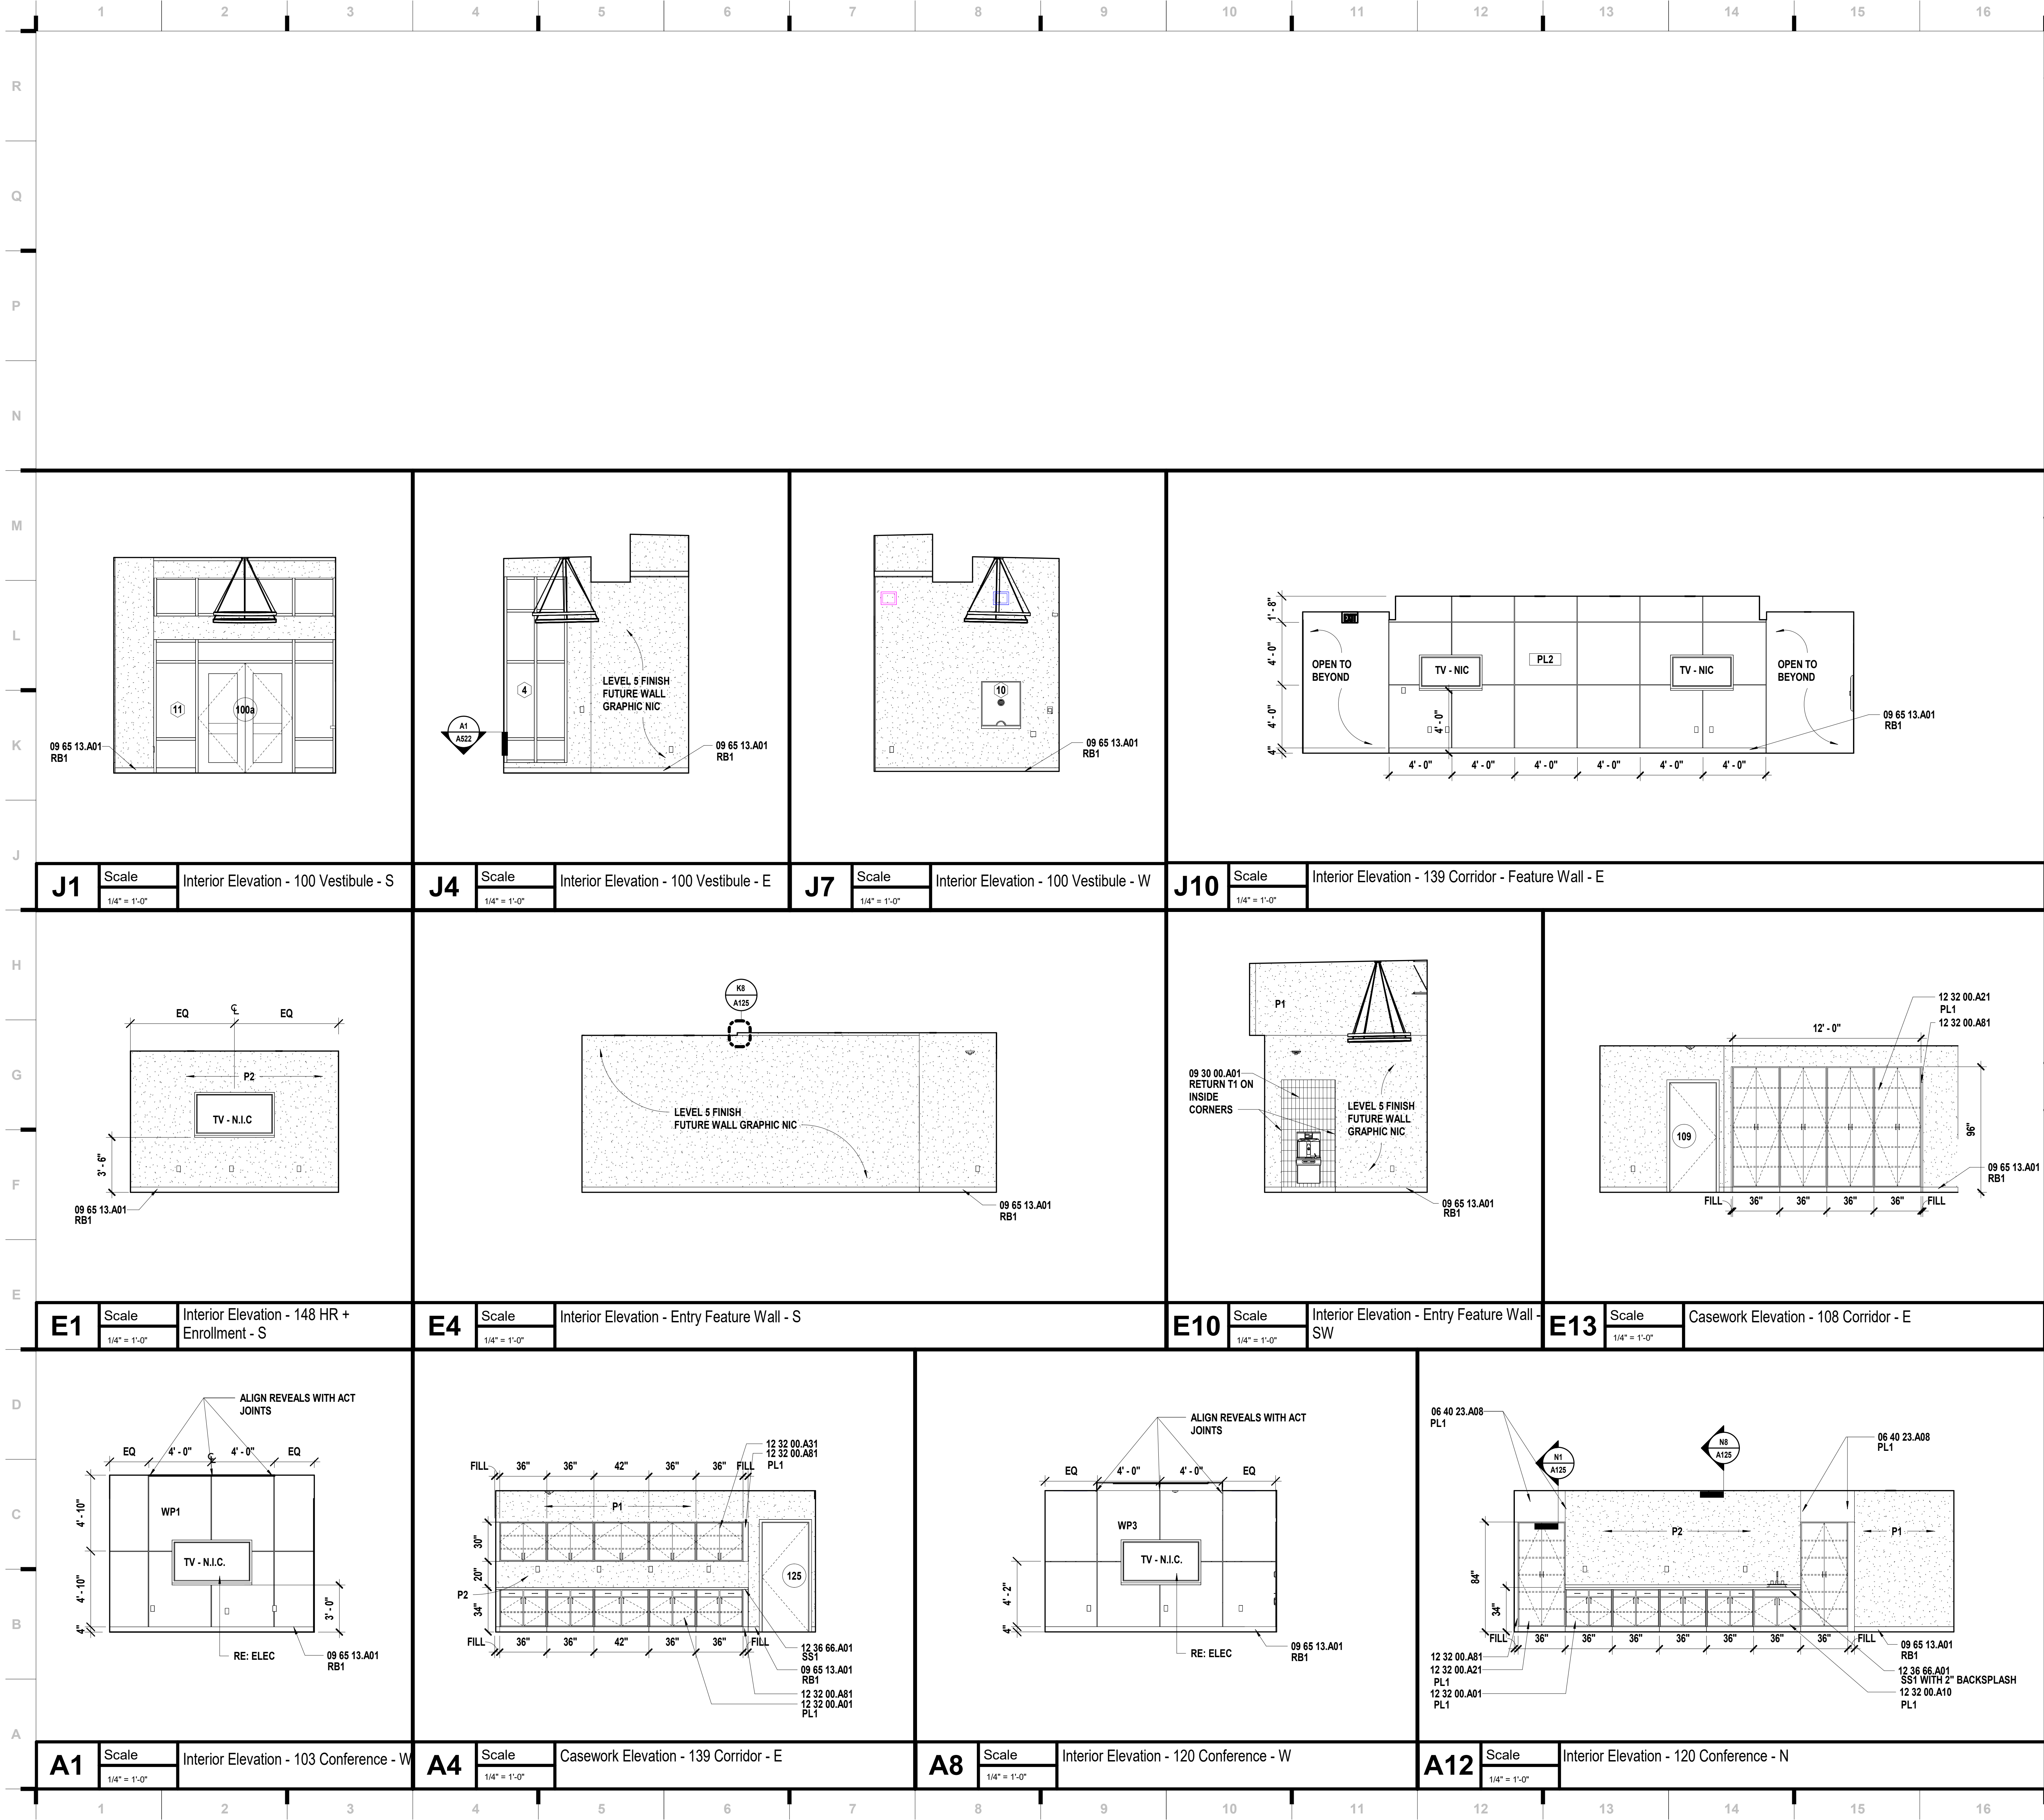 1 2 3 4 5 6 7 8 9 10 11 12 13 14 15 16
R
Q
P
N
M
L
K
J
H
G
F
E
D
C
B
A
11
100a
09 65 13.A01
RB1
J1
Scale
1/4" = 1'-0"
Interior Elevation - 100 Vestibule - S
4
A1
A522
LEVEL 5 FINISH
FUTURE WALL
GRAPHIC NIC
09 65 13.A01
RB1
J4
Scale
1/4" = 1'-0"
Interior Elevation - 100 Vestibule - E
10
09 65 13.A01
RB1
J7
Scale
1/4" = 1'-0"
Interior Elevation - 100 Vestibule - W
1' - 8"
4' - 0"
4' - 0"
4"
EXIT
OPEN TO
BEYOND
TV - NIC
PL2
TV - NIC
OPEN TO
BEYOND
4' - 0"
09 65 13.A01
RB1
4' - 0" 4' - 0" 4' - 0" 4' - 0" 4' - 0" 4' - 0"
J10
Scale
1/4" = 1'-0"
Interior Elevation - 139 Corridor - Feature Wall - E
EQ ℄ EQ
P2
TV - N.I.C
3' - 6"
09 65 13.A01
RB1
E1
Scale
1/4" = 1'-0"
Interior Elevation - 148 HR +
Enrollment - S
K8
A125
LEVEL 5 FINISH
FUTURE WALL GRAPHIC NIC
09 65 13.A01
RB1
E4
Scale
1/4" = 1'-0"
Interior Elevation - Entry Feature Wall - S
P1
09 30 00.A01
RETURN T1 ON
INSIDE
CORNERS
LEVEL 5 FINISH
FUTURE WALL
GRAPHIC NIC
09 65 13.A01
RB1
E10
Scale
1/4" = 1'-0"
Interior Elevation - Entry Feature Wall -
SW
12 32 00.A21
PL1
12 32 00.A81
12' - 0"
109
96"
09 65 13.A01
RB1
FILL 36" 36" 36" 36" FILL
E13
Scale
1/4" = 1'-0"
Casework Elevation - 108 Corridor - E
ALIGN REVEALS WITH ACT
JOINTS
EQ 4' - 0" ℄ 4' - 0" EQ
4' - 10"
4' - 10"
4"
WP1
TV - N.I.C.
3' - 0"
RE: ELEC
09 65 13.A01
RB1
A1
Scale
1/4" = 1'-0"
Interior Elevation - 103 Conference - W
12 32 00.A31
12 32 00.A81
PL1
FILL 36" 36" 42" 36" 36" FILL
P1
30"
20"
34"
P2
125
FILL 36" 36" 42" 36" 36" FILL
12 36 66.A01
SS1
09 65 13.A01
RB1
12 32 00.A81
12 32 00.A01
PL1
A4
Scale
1/4" = 1'-0"
Casework Elevation - 139 Corridor - E
ALIGN REVEALS WITH ACT
JOINTS
EQ 4' - 0" 4' - 0" EQ
WP3
TV - N.I.C.
4' - 2"
4"
RE: ELEC
09 65 13.A01
RB1
A8
Scale
1/4" = 1'-0"
Interior Elevation - 120 Conference - W
06 40 23.A08
PL1
N1
A125
N8
A125
06 40 23.A08
PL1
P2
P1
84"
34"
FILL 36" 36" 36" 36" 36" 36" 36" FILL
12 32 00.A81
12 32 00.A21
PL1
12 32 00.A01
PL1
09 65 13.A01
RB1
12 36 66.A01
SS1 WITH 2" BACKSPLASH
12 32 00.A10
PL1
A12
Scale
1/4" = 1'-0"
Interior Elevation - 120 Conference - N
1 2 3 4 5 6 7 8 9 10 11 12 13 14 15 16